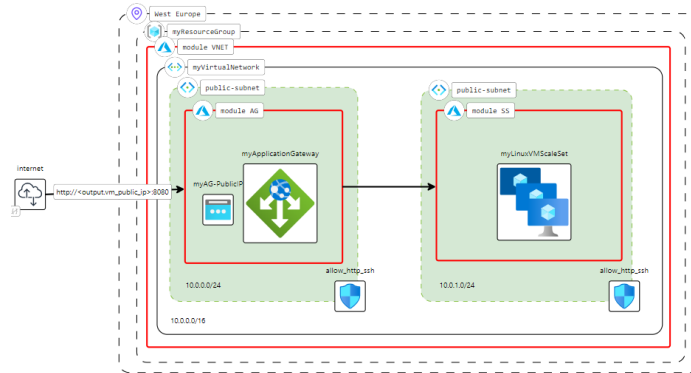 West Europe
myResourceGroup
module VNET
myVirtualNetwork
public-subnet
public-subnet
module AG
module SS
myApplicationGateway
myLinuxVMScaleSet
internet
myAG-PublicIP
http://<output.vm_public_ip>:8080
allow_http_ssh
allow_http_ssh
10.0.0.0/24
10.0.1.0/24
10.0.0.0/16